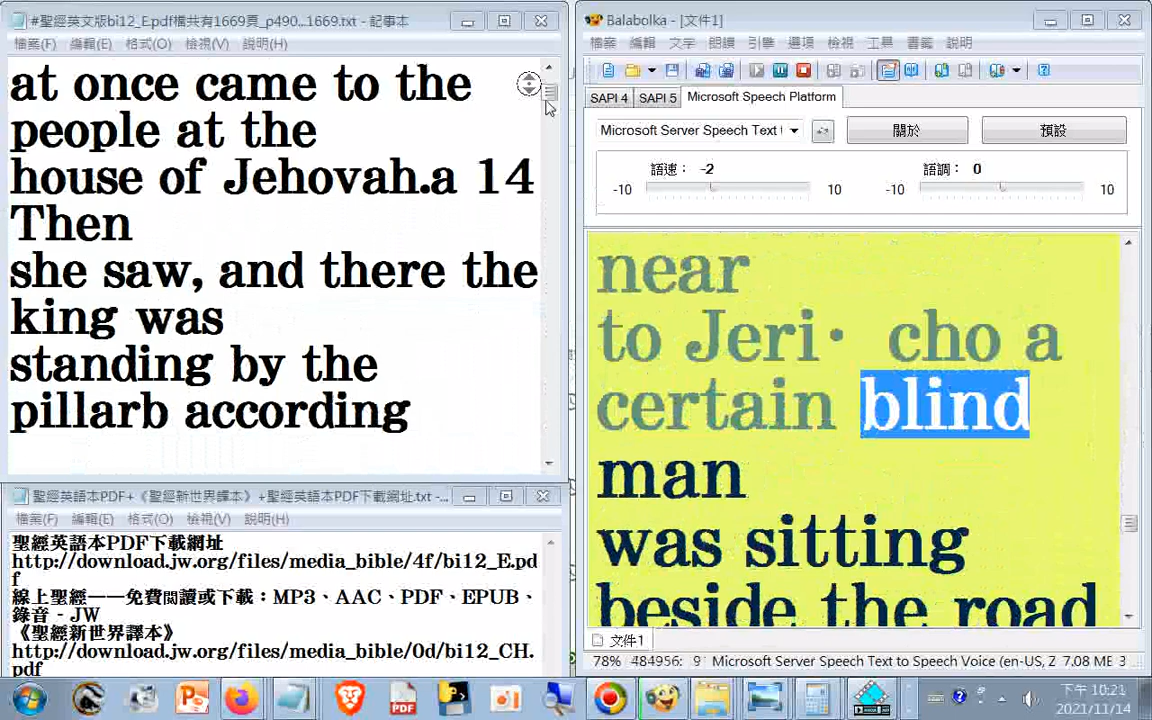 #聖經英文版bi12_E.pdf檔共有1669頁_p490...1669.txt - 記事本
檔案(F) 編輯(E) 格式(O) 檢視(V) 說明(H)
at once came to the
people at the
house of Jehovah.a 14
Then
she saw, and there the
king was
standing by the
pillarb according
聖經英語本PDF+《聖經新世界譯本》+聖經英語本PDF下載網址.txt -...
檔案(F) 編輯(E) 格式(O) 檢視(V) 說明(H)
聖經英語本PDF下載網址
http://download.jw.org/files/media_bible/4f/bi12_E.pd
f
線上聖經——免費閱讀或下載：MP3、AAC、PDF、EPUB、
錄音 - JW
《聖經新世界譯本》
http://download.jw.org/files/media_bible/0d/bi12_CH.
pdf
Balabolka - [文件1]
檔案 編輯 文字 朗讀 引擎 選項 檢視 工具 書籤 說明
SAPI 4 SAPI 5 Microsoft Speech Platform
Microsoft Server Speech Text 關於 預設
語速： -2 語調： 0
-10 10 -10 10
near
to Jeri· cho a
certain blind
man
was sitting
beside the road
文件1
78% 484956: 9 Microsoft Server Speech Text to Speech Voice (en-US, Z 7.08 MB 3
下午 10:21
2021/11/14